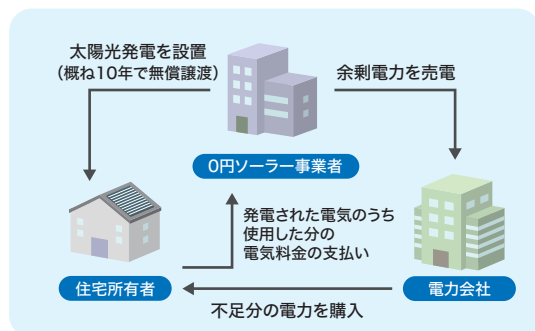 太陽光発電を設置
（概ね10年で無償譲渡）
余剰電力を売電
0円ソーラー事業者
発電された電気のうち
使用した分の
電気料金の支払い
住宅所有者
電力会社
不足分の電力を購入